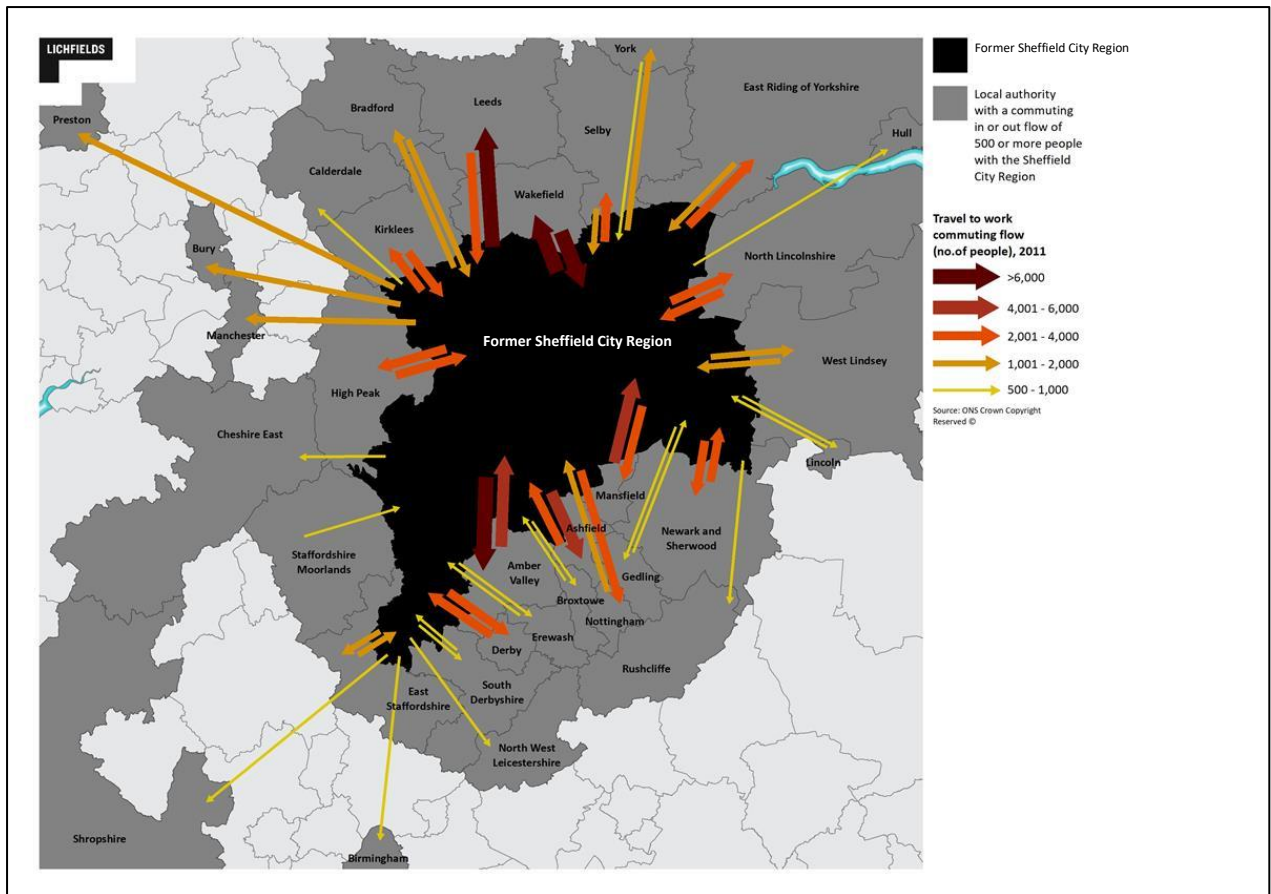 LICHFIELDS
York
Former Sheffield City Region
East Riding of Yorkshire
Local authority
with a commuting
in or out flow of
500 or more people
with the Sheffield
City Region
Leeds
Bradford
Preston
Selby
Hull
Calderdale
Wakefield
Kirklees
Travel to work
commuting flow
(no.of people), 2011
Bury
North Lincolnshire
>6,000
4,001 - 6,000
Manchester
Former Sheffield City Region
2,001 - 4,000
West Lindsey
1,001 - 2,000
High Peak
500 - 1,000
Source: ONS Crown Copyright
Reserved ©
Cheshire East
Lincoln
Mansfield
Ashfield
Newark and
Sherwood
Staffordshire
Moorlands
Amber
Valley
Gedling
Broxtowe
Nottingham
Erewash
Derby
Rushcliffe
South
Derbyshire
East
Staffordshire
North West
Leicestershire
Shropshire
Birmingham